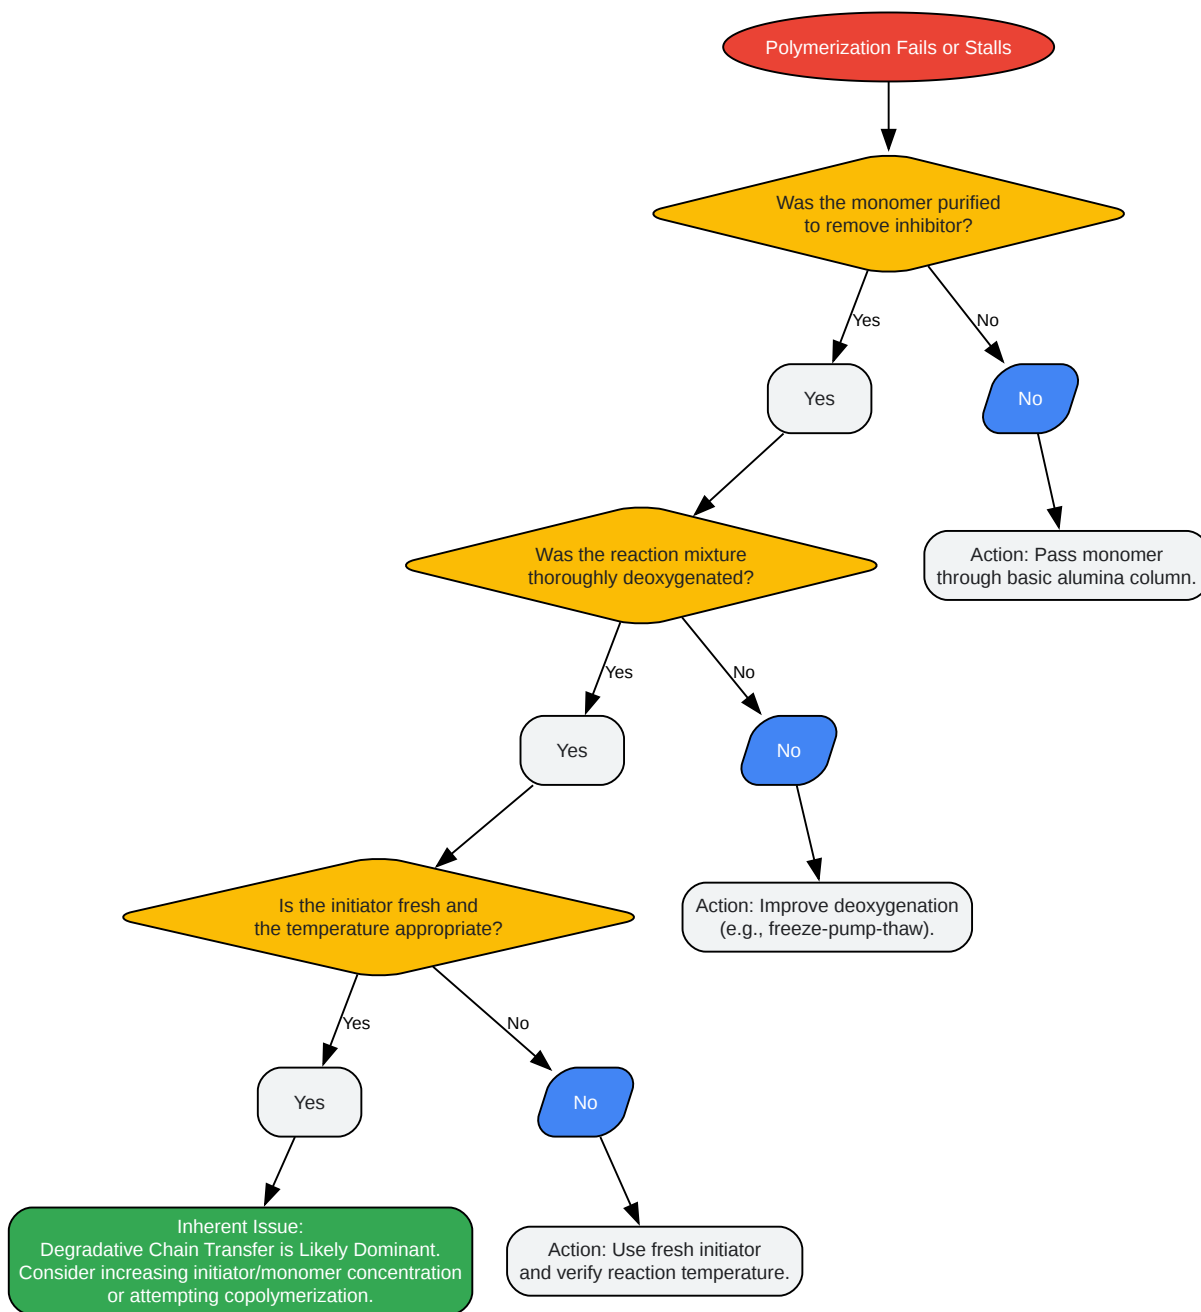 Polymerization Fails or Stalls
Was the monomer purified
to remove inhibitor?
Yes
No
Yes
No
Was the reaction mixture
thoroughly deoxygenated?
Action: Pass monomer
through basic alumina column.
Yes
No
Yes
No
Is the initiator fresh and
the temperature appropriate?
Action: Improve deoxygenation
(e.g., freeze-pump-thaw).
Yes
No
Yes
No
Inherent Issue:
Degradative Chain Transfer is Likely Dominant.
Consider increasing initiator/monomer concentration
or attempting copolymerization.
Action: Use fresh initiator
and verify reaction temperature.